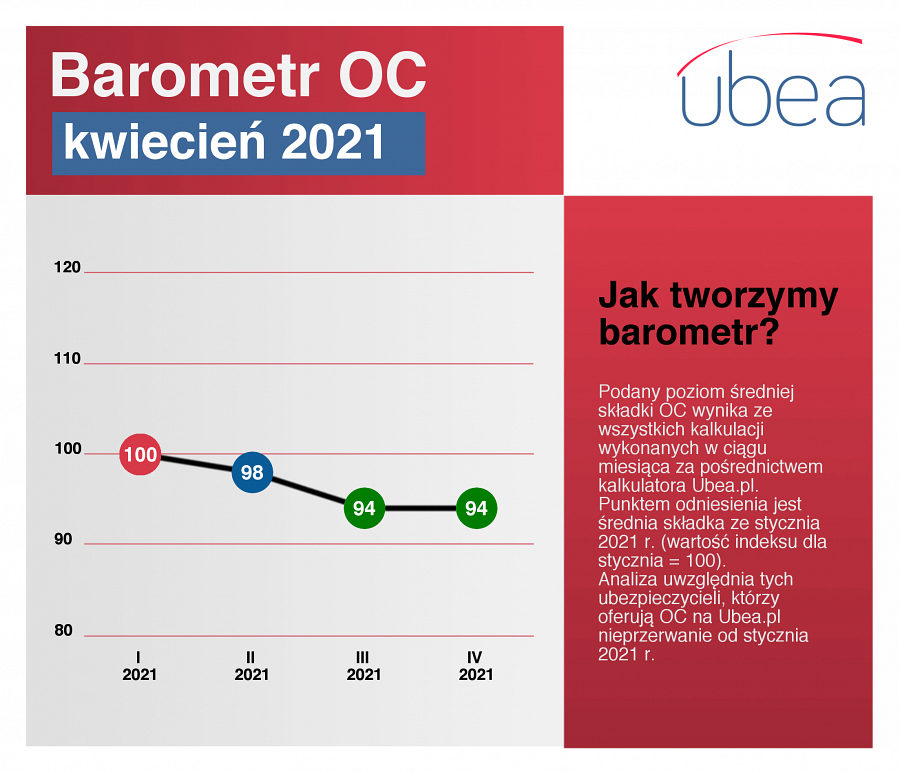 Barometr OC
kwiecień 2021
ubea
120
110
100
90
80
100
98
94
94
I
2021
II
2021
III
2021
IV
2021
Jak tworzymy
barometr?
Podany poziom średniej
składki OC wynika ze
wszystkich kalkulacji
wykonanych w ciągu
miesiąca za pośrednictwem
kalkulatora Ubea.pl.
Punktem odniesienia jest
średnia składka ze stycznia
2021 r. (wartość indeksu dla
stycznia = 100).
Analiza uwzględnia tych
ubezpieczycieli, którzy
oferują OC na Ubea.pl
nieprzerwanie od stycznia
2021 r.